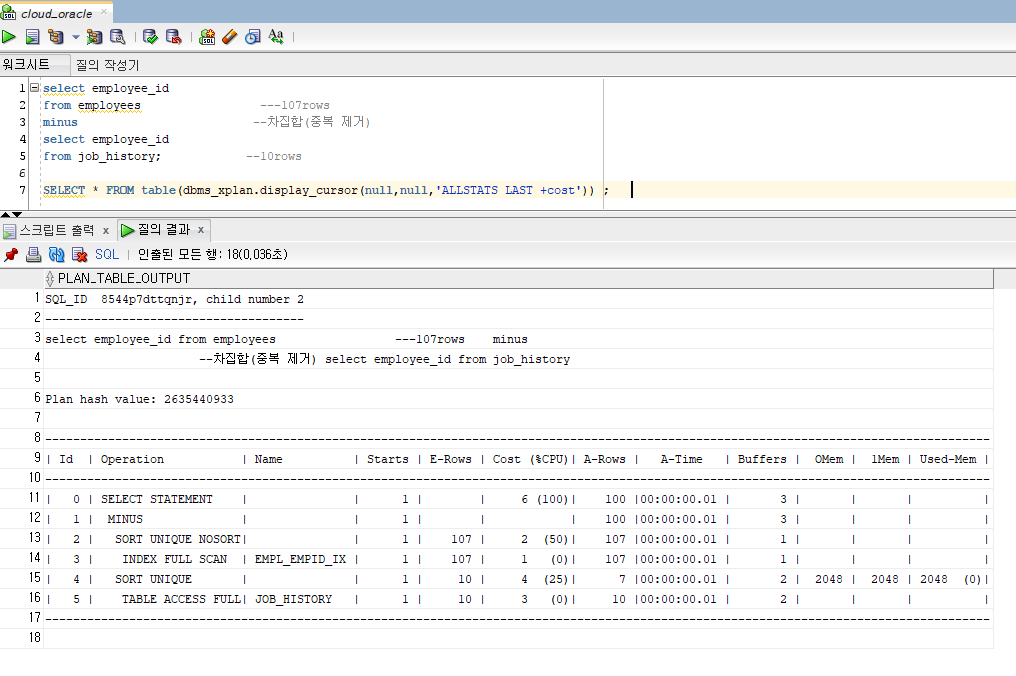 cloud_oracle
워크시트 질의 작성기
1 select employee_id
2 from employees ---107rows
3 minus --차집합(중복 제거)
4 select employee_id
5 from job_history; --10rows
6
7 SELECT * FROM table(dbms_xplan.display_cursor(null,null,'ALLSTATS LAST +cost')) ;
스크립트 출력 x 질의 결과 x
SQL | 인출된 모든 행: 18(0,036초)
PLAN_TABLE_OUTPUT
1 SQL_ID 8544p7dttqnjr, child number 2
2 -------------------------------------
3 select employee_id from employees ---107rows minus
4 --차집합(중복 제거) select employee_id from job_history
5
6 Plan hash value: 2635440933
7
8 ---------------------------------------------------------------------------------------------------------------------------------------
9 | Id | Operation | Name | Starts | E-Rows | Cost (%CPU)| A-Rows | A-Time | Buffers | OMem | 1Mem | Used-Mem |
10 ---------------------------------------------------------------------------------------------------------------------------------------
11 | 0 | SELECT STATEMENT | | 1 | | 6 (100)| 100 |00:00:00.01 | 3 | | | |
12 | 1 | MINUS | | 1 | | | 100 |00:00:00.01 | 3 | | | |
13 | 2 | SORT UNIQUE NOSORT| | 1 | 107 | 2 (50)| 107 |00:00:00.01 | 1 | | | |
14 | 3 | INDEX FULL SCAN | EMPL_EMPID_IX | 1 | 107 | 1 (0)| 107 |00:00:00.01 | 1 | | | |
15 | 4 | SORT UNIQUE | | 1 | 10 | 4 (25)| 7 |00:00:00.01 | 2 | 2048 | 2048 | 2048 (0)|
16 | 5 | TABLE ACCESS FULL| JOB_HISTORY | 1 | 10 | 3 (0)| 10 |00:00:00.01 | 2 | | | |
17 ---------------------------------------------------------------------------------------------------------------------------------------
18